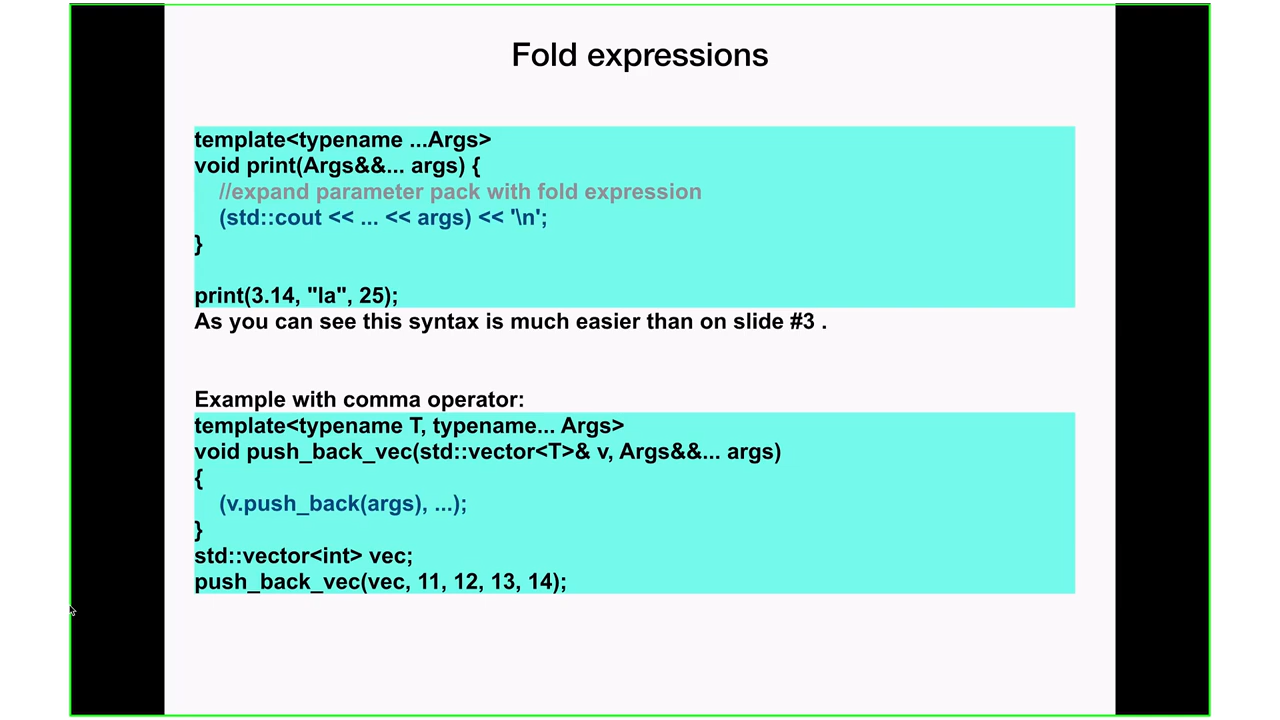 Fold expressions
template<typename ...Args>
void print(Args&&... args) {
//expand parameter pack with fold expression
(std::cout << ... << args) << '\n';
}
print(3.14, "la", 25);
As you can see this syntax is much easier than on slide #3 .
Example with comma operator:
template<typename T, typename... Args>
void push_back_vec(std::vector<T>& v, Args&&... args)
{
(v.push_back(args), ...);
}
std::vector<int> vec;
push_back_vec(vec, 11, 12, 13, 14);